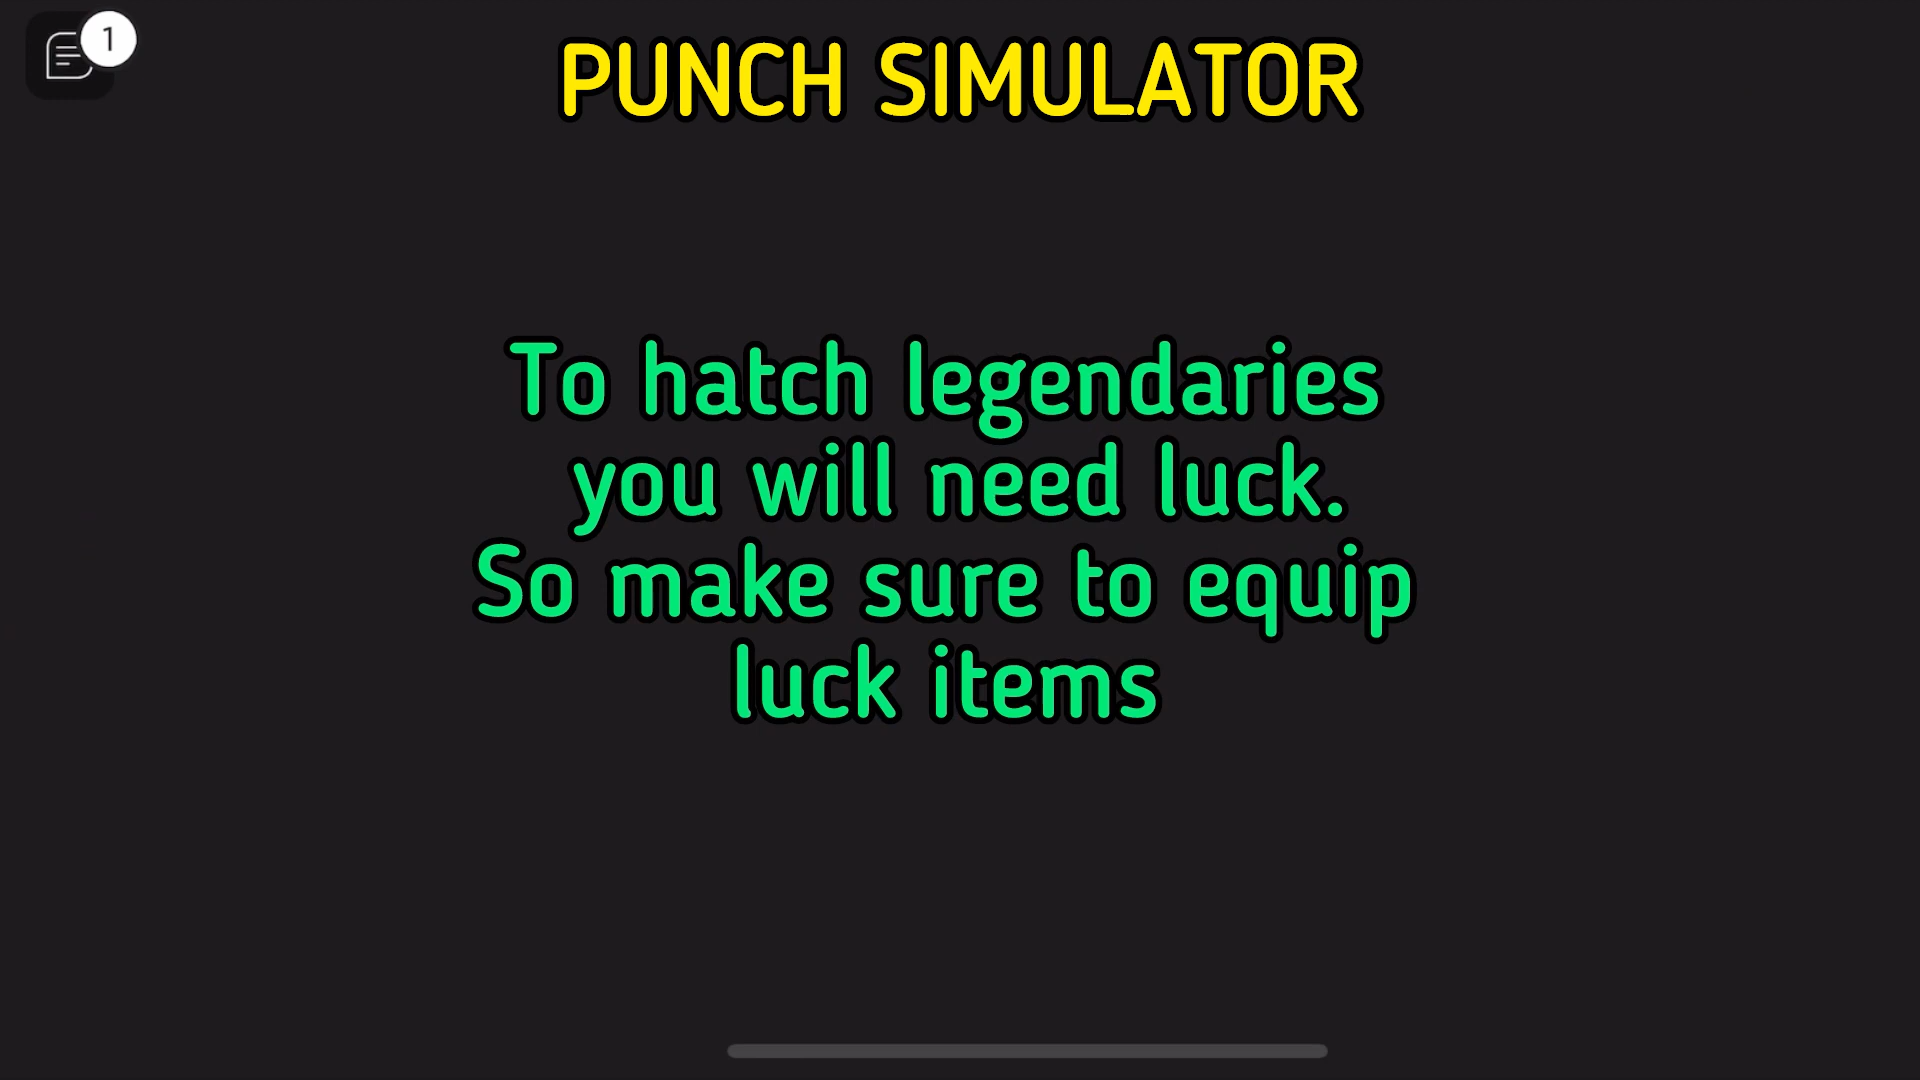 1
PUNCH SIMULATOR
To hatch legendaries
you will need luck.
So make sure to equip
luck items